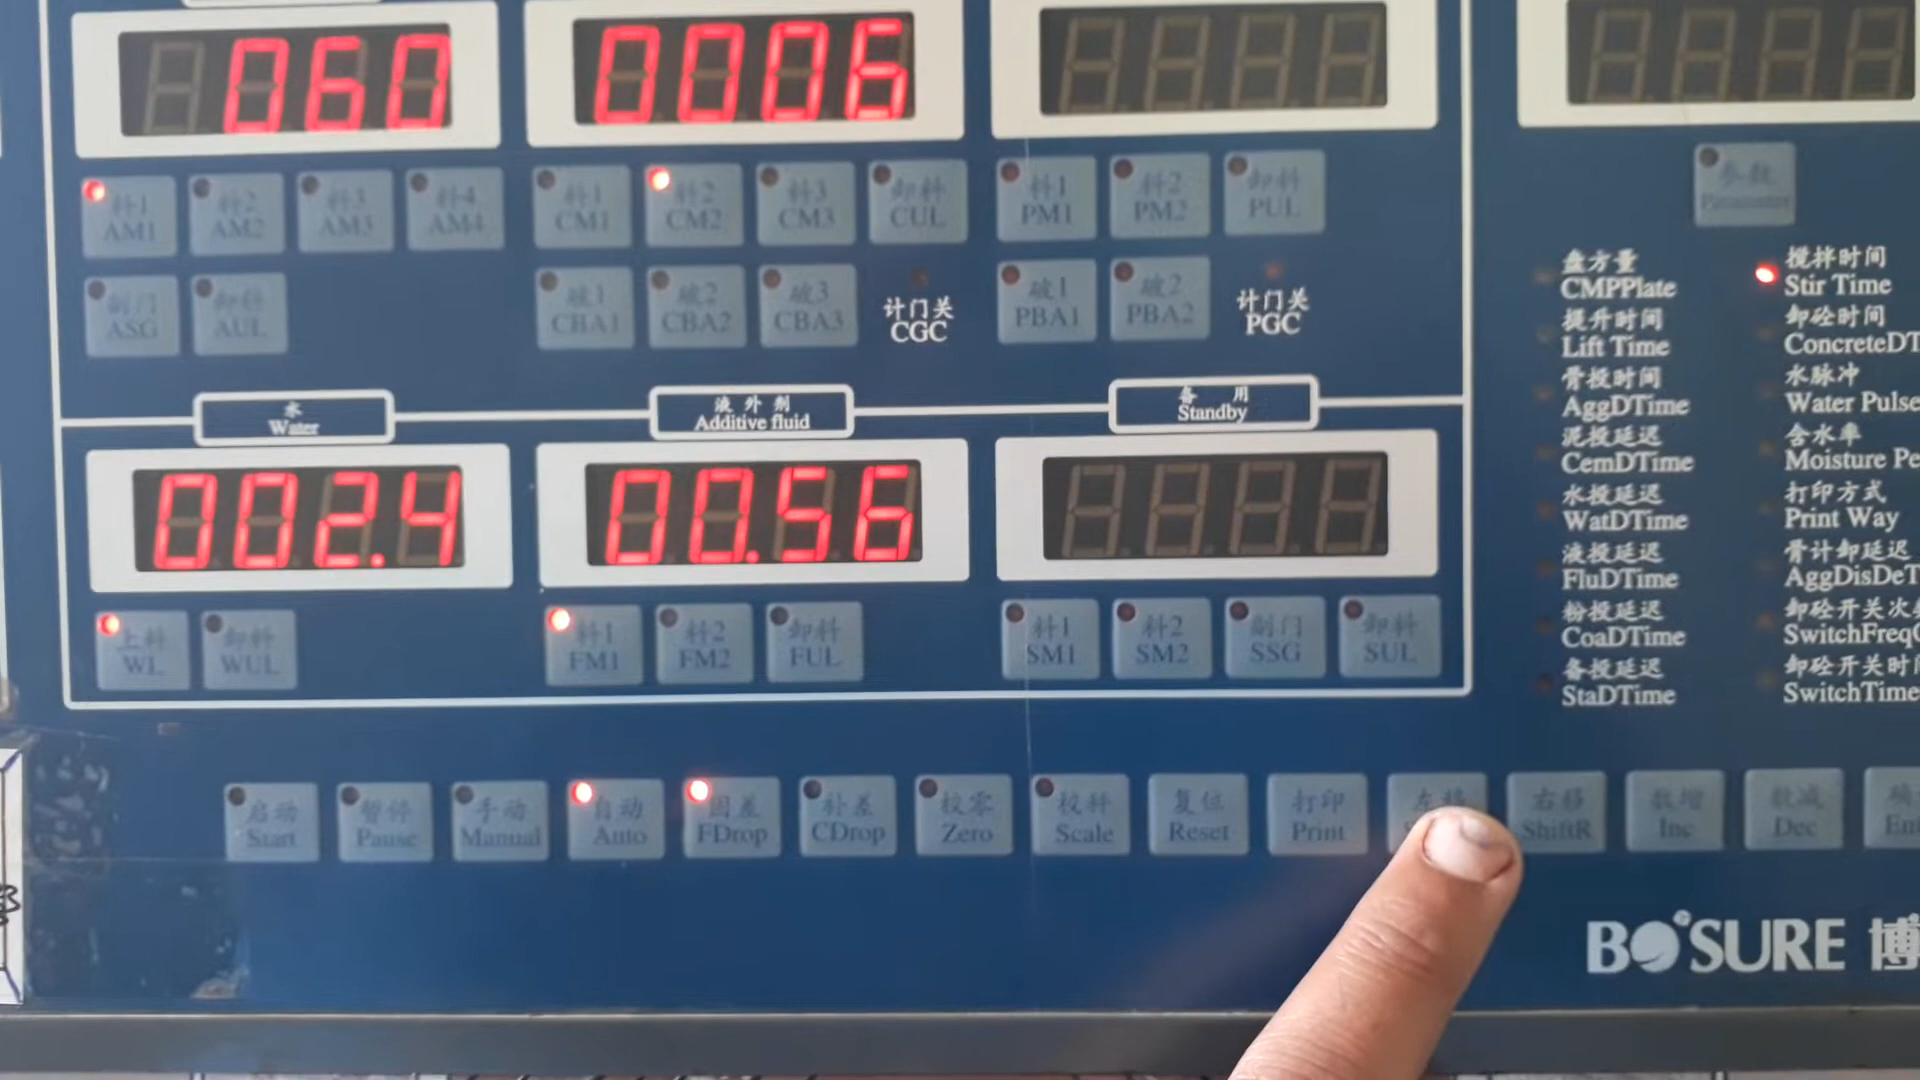 060
0006
料1
AM1
料2
AM2
料3
AM3
料4
AM4
料1
CM1
料2
CM2
料3
CM3
卸料
CUL
料1
PM1
料2
PM2
卸料
PUL
参数
Parameter
副门
ASG
卸料
AUL
破1
CBA1
破2
CBA2
破3
CBA3
计门关
CGC
破1
PBA1
破2
PBA2
计门关
PGC
水
Water
液外剂
Additive fluid
备用
Standby
002.4
00.56
上料
WL
卸料
WUL
料1
FM1
料2
FM2
卸料
FUL
料1
SM1
料2
SM2
副门
SSG
卸料
SUL
盘方量
CMPPlate
提升时间
Lift Time
骨投时间
AggDTime
泥投延迟
CemDTime
水投延迟
WatDTime
液投延迟
FluDTime
粉投延迟
CoaDTime
备投延迟
StaDTime
搅拌时间
Stir Time
卸砼时间
ConcreteDT
水脉冲
Water Pulse
含水率
Moisture Pe
打印方式
Print Way
骨计卸延迟
AggDisDeT
卸砼开关次
SwitchFreq
卸砼开关时间
SwitchTime
启动
Start
暂停
Pause
手动
Manual
自动
Auto
FDrop
补差
CDrop
校零
Zero
校秤
Scale
复位
Reset
打印
Print
左移
右移
ShiftR
数增
Inc
数减
Dec
确
Ent
BOSURE 博